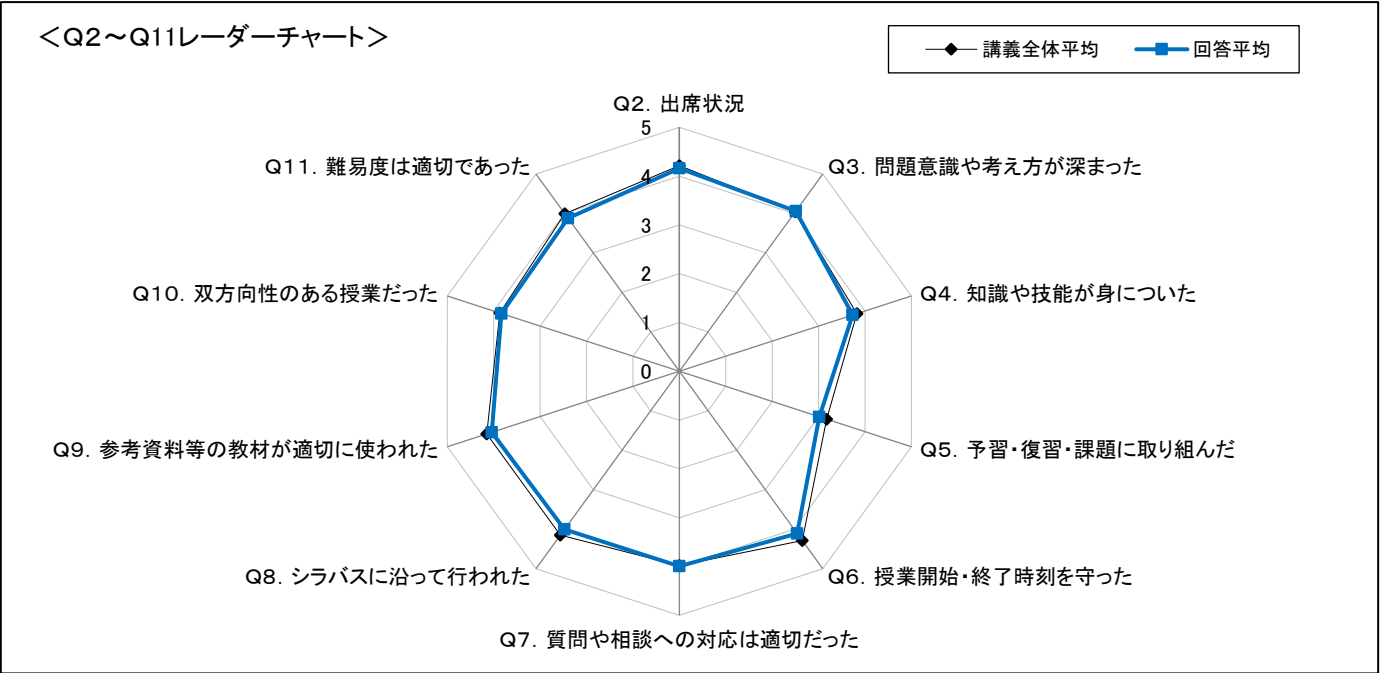 ＜Q2～Q11レーダーチャート＞
講義全体平均
回答平均
Q2．出席状況
Q3．問題意識や考え方が深まった
Q4．知識や技能が身についた
Q5．予習・復習・課題に取り組んだ
Q6．授業開始・終了時刻を守った
Q7．質問や相談への対応は適切だった
Q8．シラバスに沿って行われた
Q9．参考資料等の教材が適切に使われた
Q10．双方向性のある授業だった
Q11．難易度は適切であった
5
4
3
2
1
0